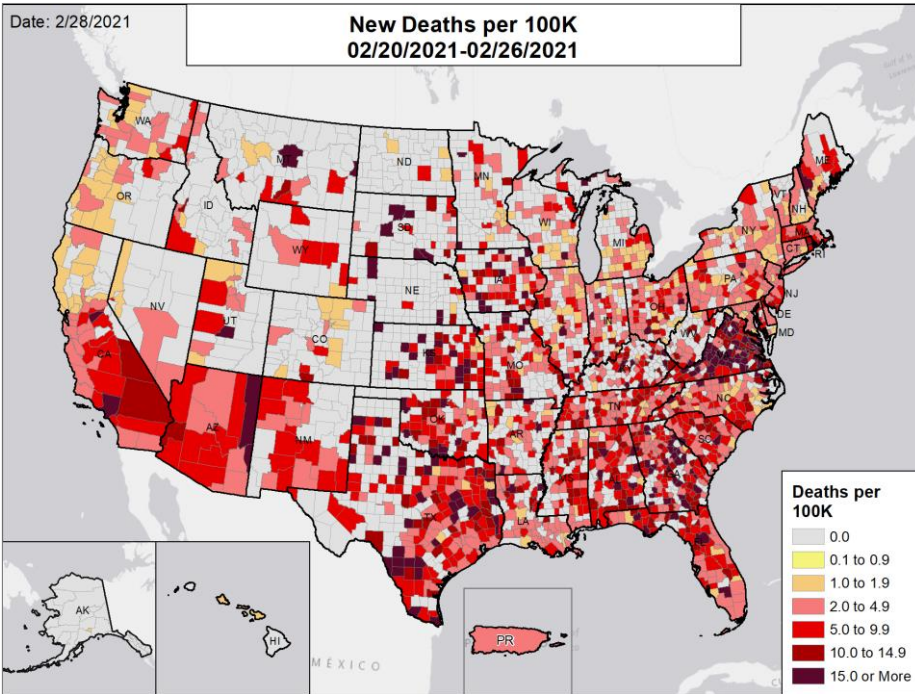 Date: 2/28/2021
New Deaths per 100K
02/20/2021-02/26/2021
WA
MT
ND
MN
ME
OR
ID
SD
WI
VT
NH
WY
MI
NY
MA
CT
RI
IA
NE
PA
NJ
NV
UT
IN
OH
DE
MD
CO
WV
CA
KS
MO
KY
NC
TN
AZ
NM
OK
AR
SC
MS
AL
GA
TX
LA
FL
AK
HI
PR
MÉXICO
Deaths per
100K
0.0
0.1 to 0.9
1.0 to 1.9
2.0 to 4.9
5.0 to 9.9
10.0 to 14.9
15.0 or More